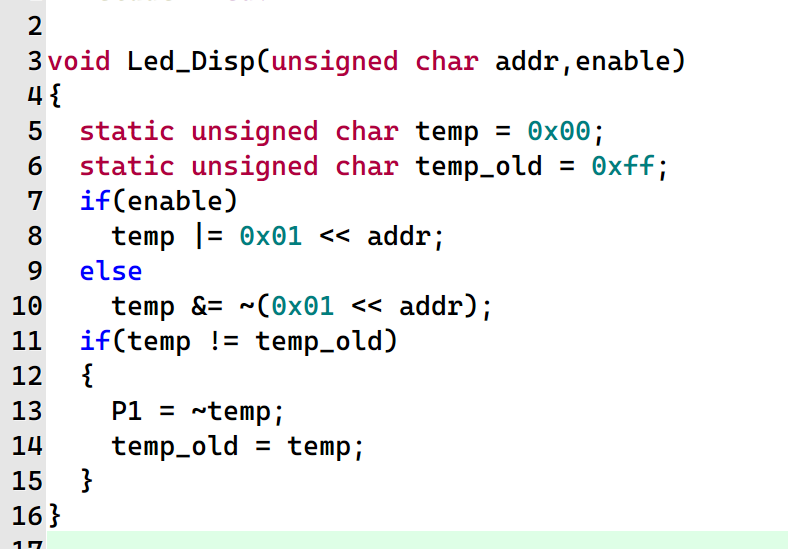 2
3 void Led_Disp(unsigned char addr,enable)
4 {
5   static unsigned char temp = 0x00;
6   static unsigned char temp_old = 0xff;
7   if(enable)
8     temp |= 0x01 << addr;
9   else
10     temp &= ~(0x01 << addr);
11   if(temp != temp_old)
12   {
13     P1 = ~temp;
14     temp_old = temp;
15   }
16 }
17